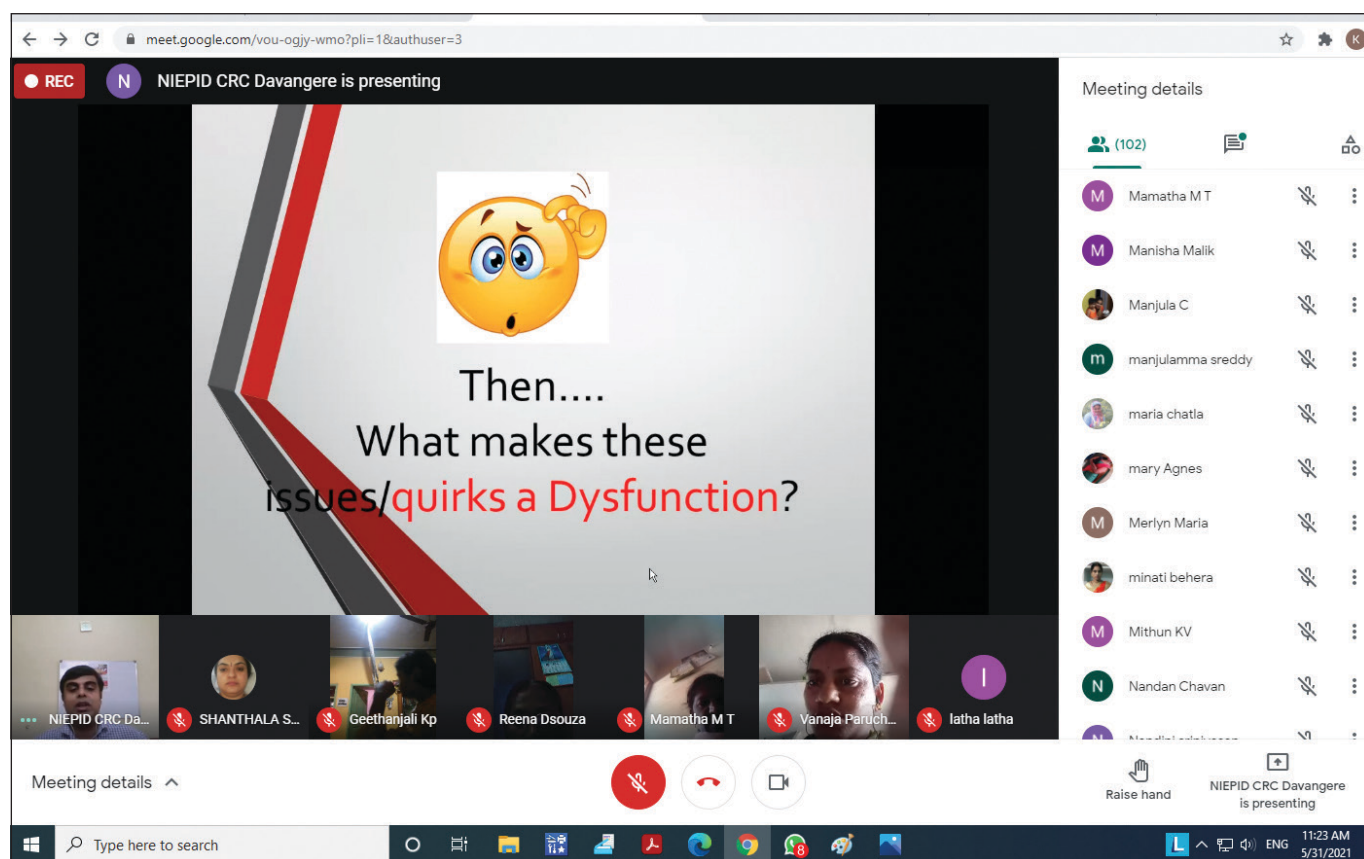 meet.google.com/vou-ogjy-wmo?pli=1&authuser=3
K
REC
N
NIEPID CRC Davangere is presenting
Then....
What makes these
issues/quirks a Dysfunction?
NIEPID CRC Da...
SHANTHALA S...
Geethanjali Kp
Reena Dsouza
Mamatha M T
Vanaja Paruch...
l
latha latha
Meeting details
(102)
M
Mamatha M T
M
Manisha Malik
Manjula C
m
manjulamma sreddy
maria chatla
mary Agnes
M
Merlyn Maria
minati behera
M
Mithun KV
N
Nandan Chavan
Meeting details
Raise hand
NIEPID CRC Davangere
is presenting
Type here to search
8
L
ENG
11:23 AM
5/31/2021